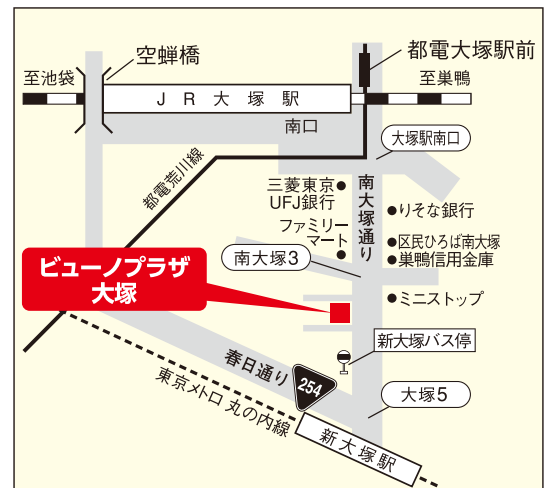 空蝉橋
都電大塚駅前
至池袋
至巣鴨
JR大塚駅
南口
大塚駅南口
都電荒川線
三菱東京
UFJ銀行
南大塚通り
りそな銀行
ファミリー
マート
区民ひろば南大塚
巣鴨信用金庫
南大塚3
ビューノプラザ
大塚
ミニストップ
新大塚バス停
春日通り
254
東京メトロ 丸の内線
大塚5
新大塚駅